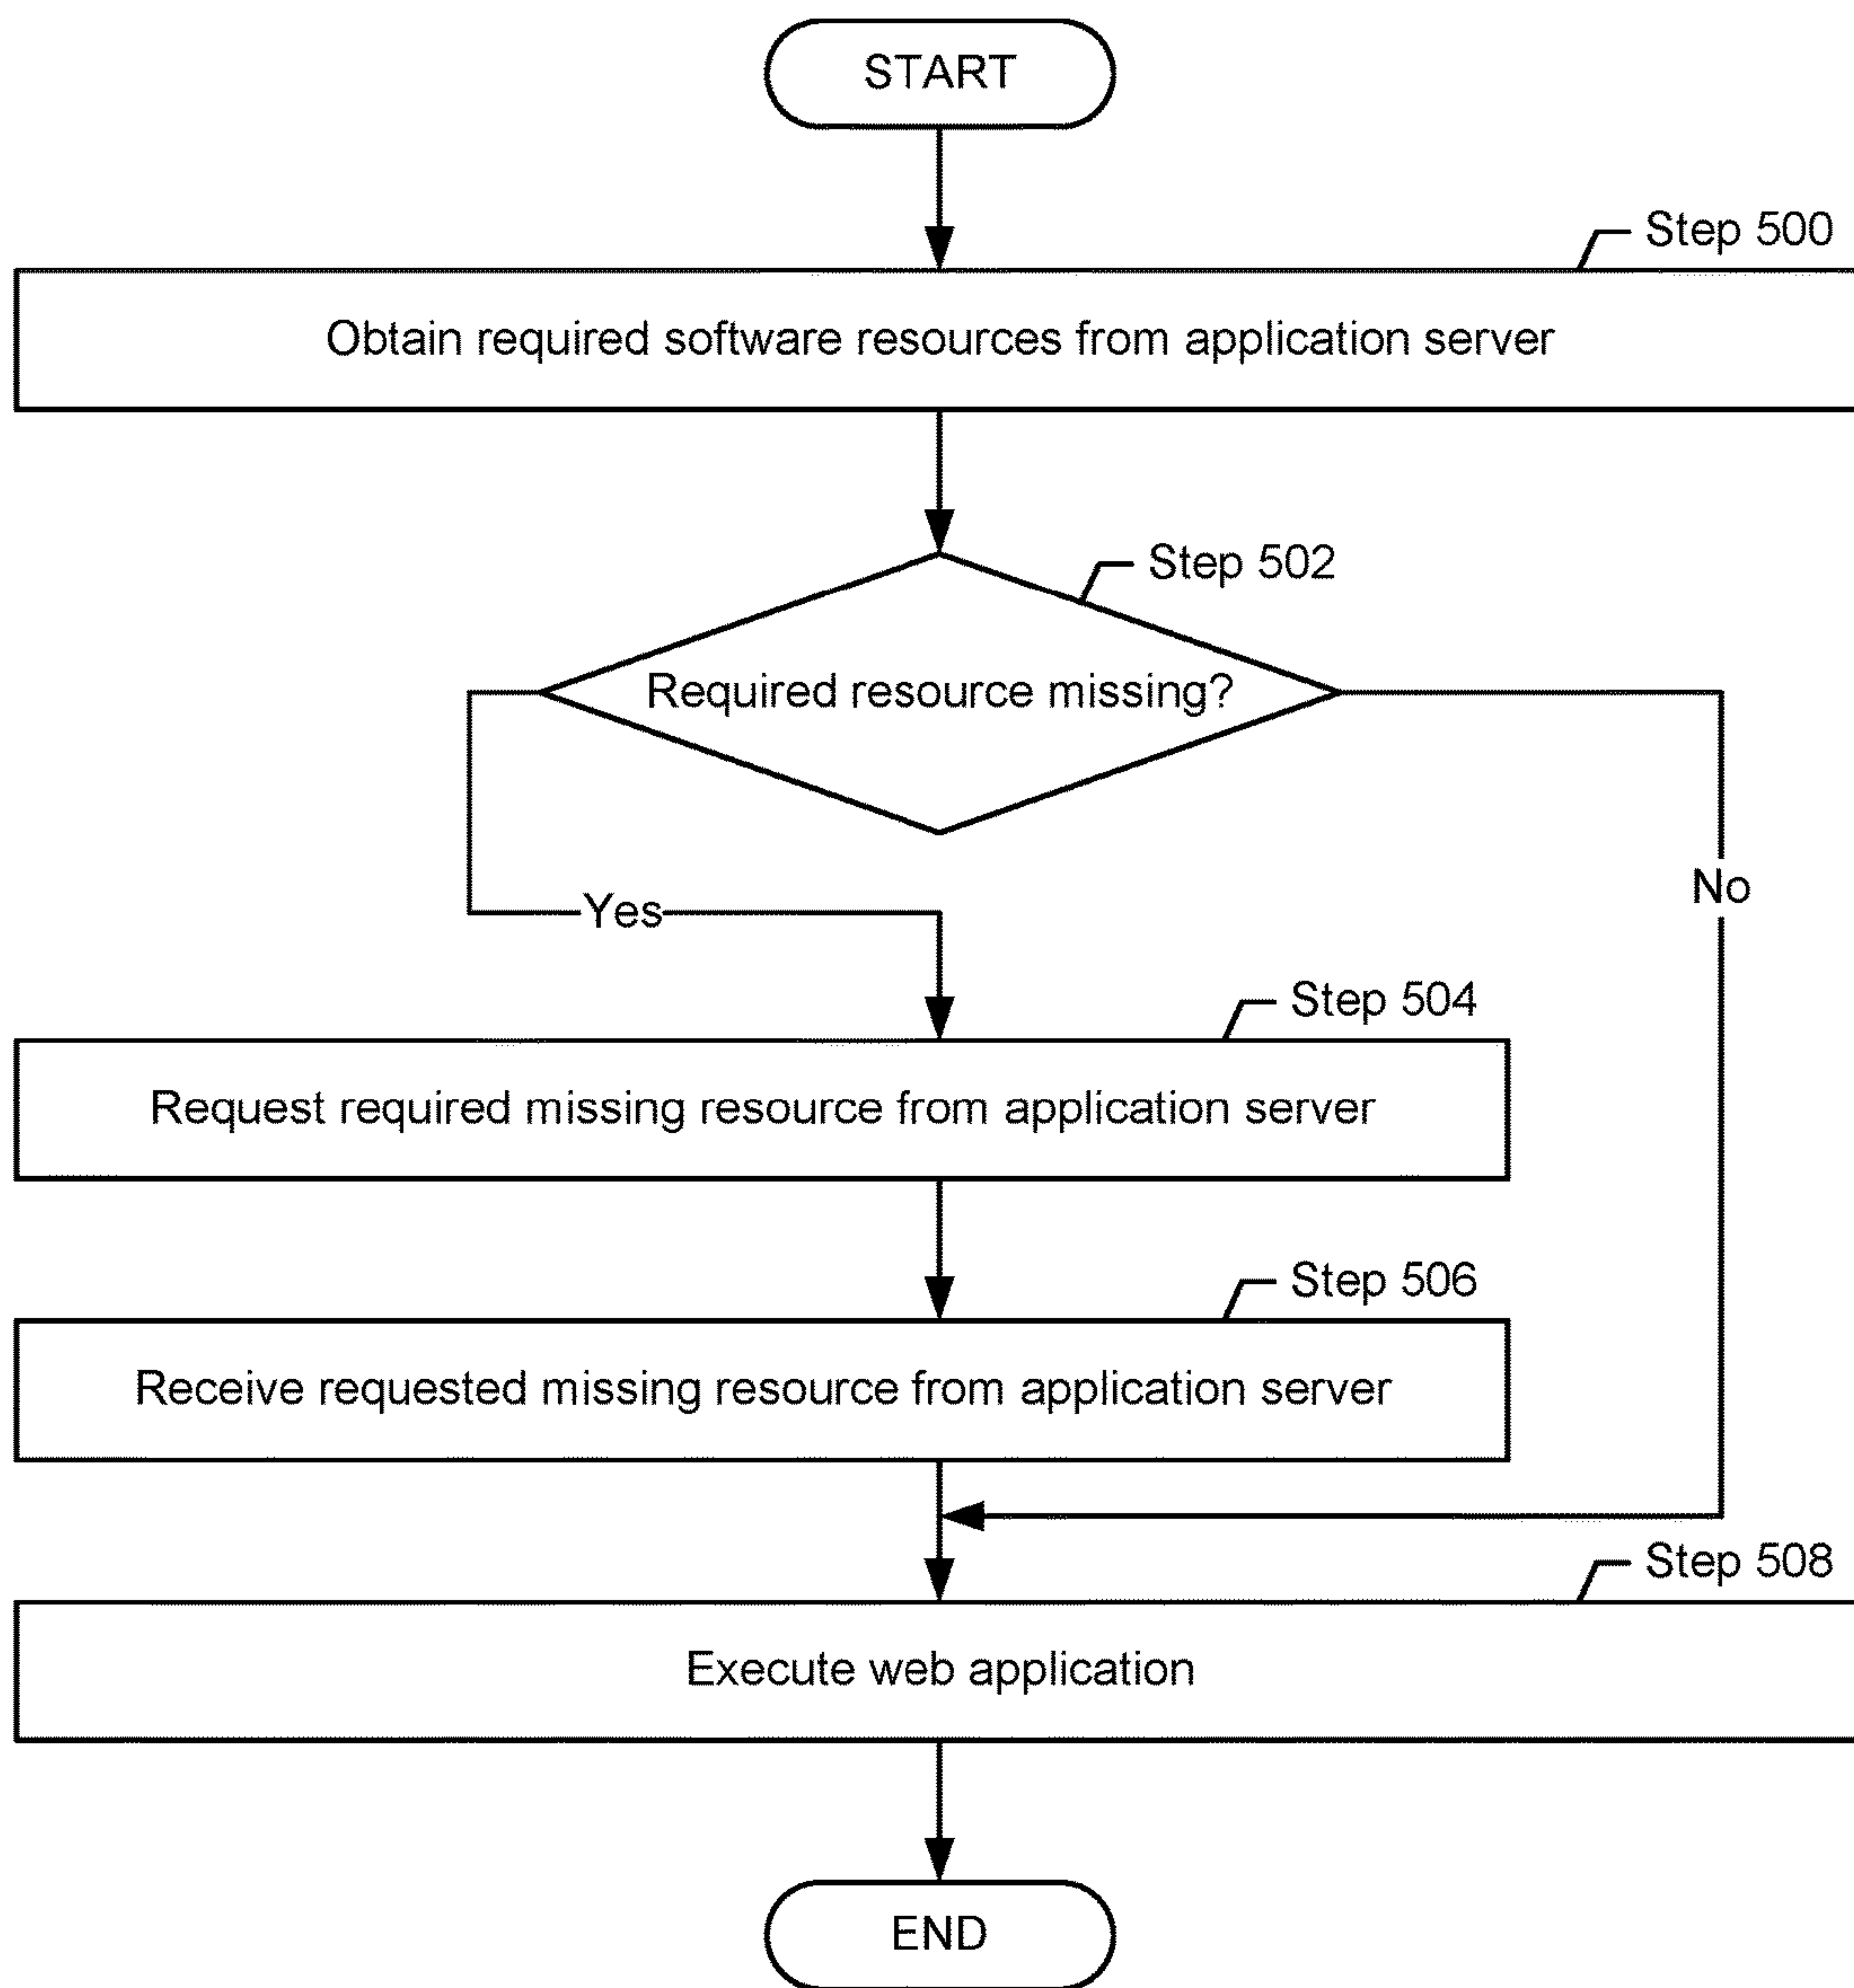 START
Step 500
Obtain required software resources from application server
Step 502
Required resource missing?
Yes
No
Step 504
Request required missing resource from application server
Step 506
Receive requested missing resource from application server
Step 508
Execute web application
END